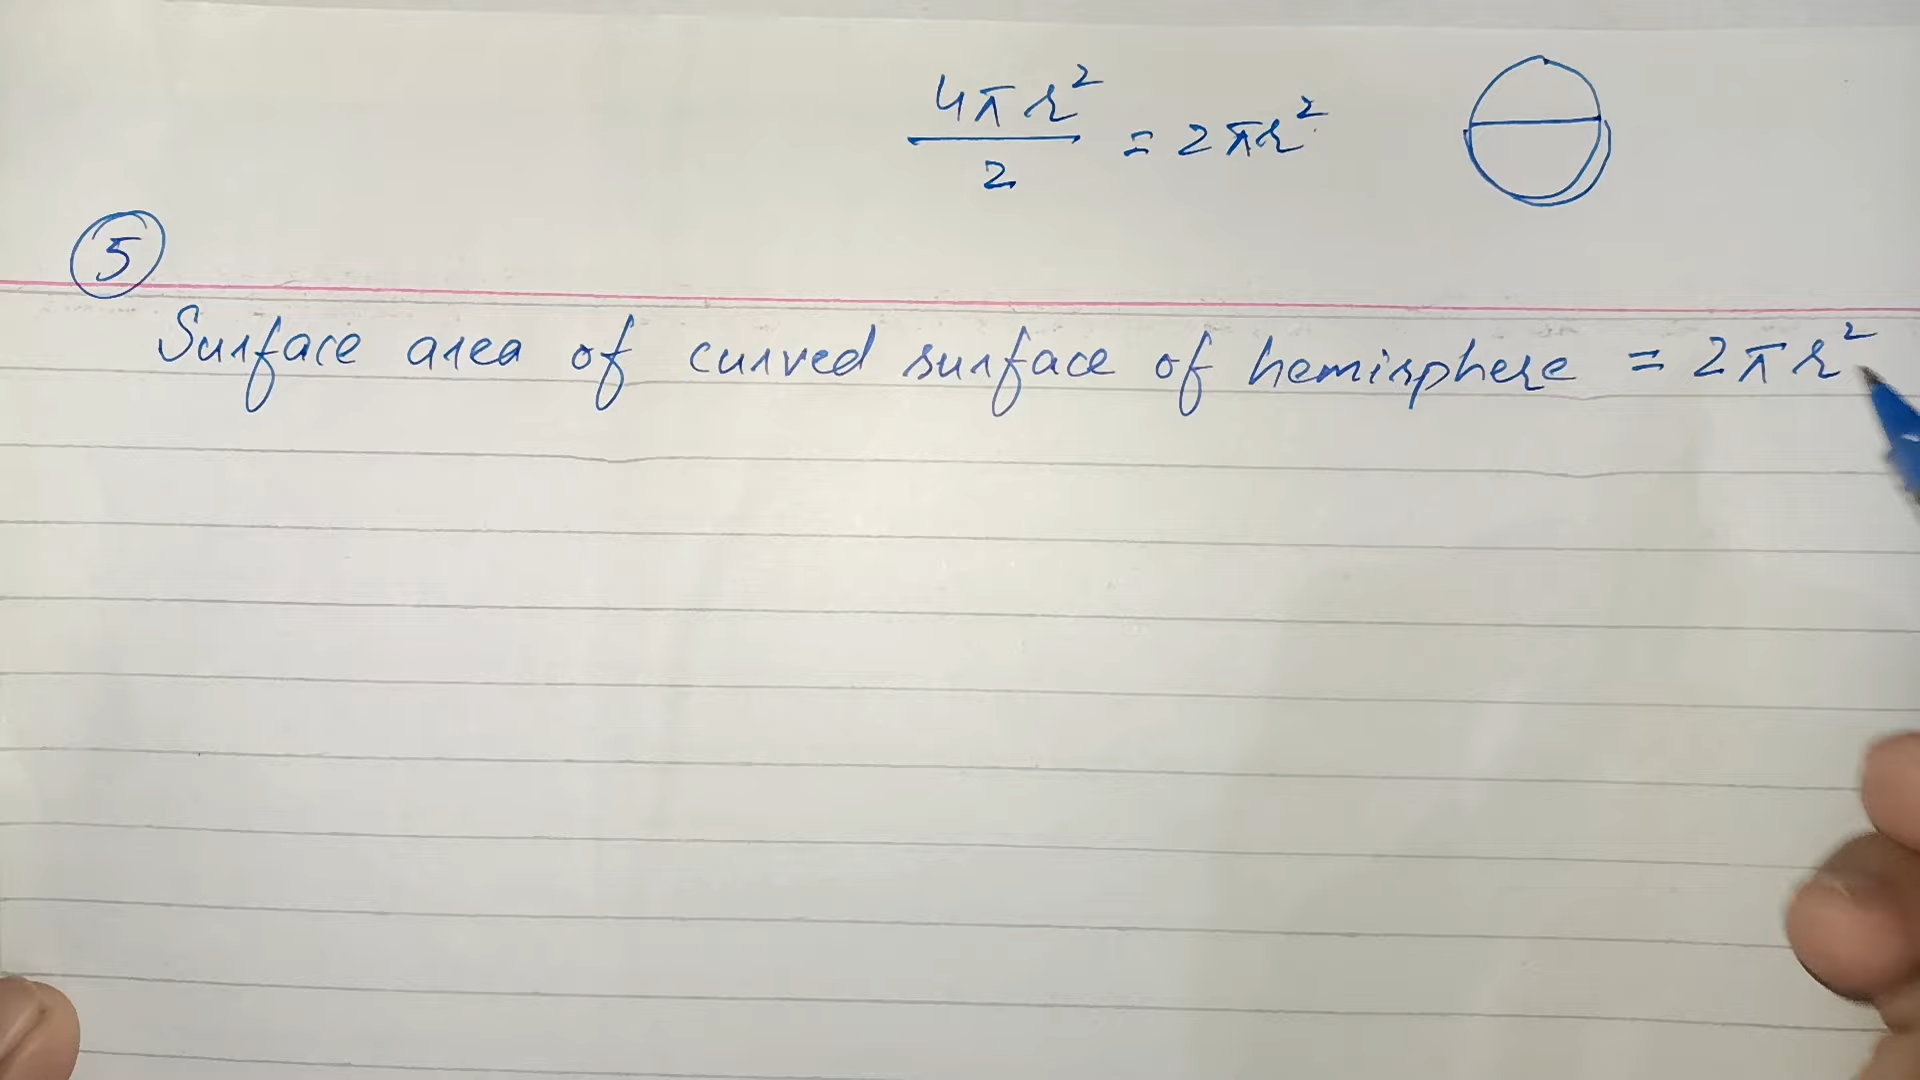 4πr² / 2 = 2πr²
5
Surface area of curved surface of hemisphere = 2πr²